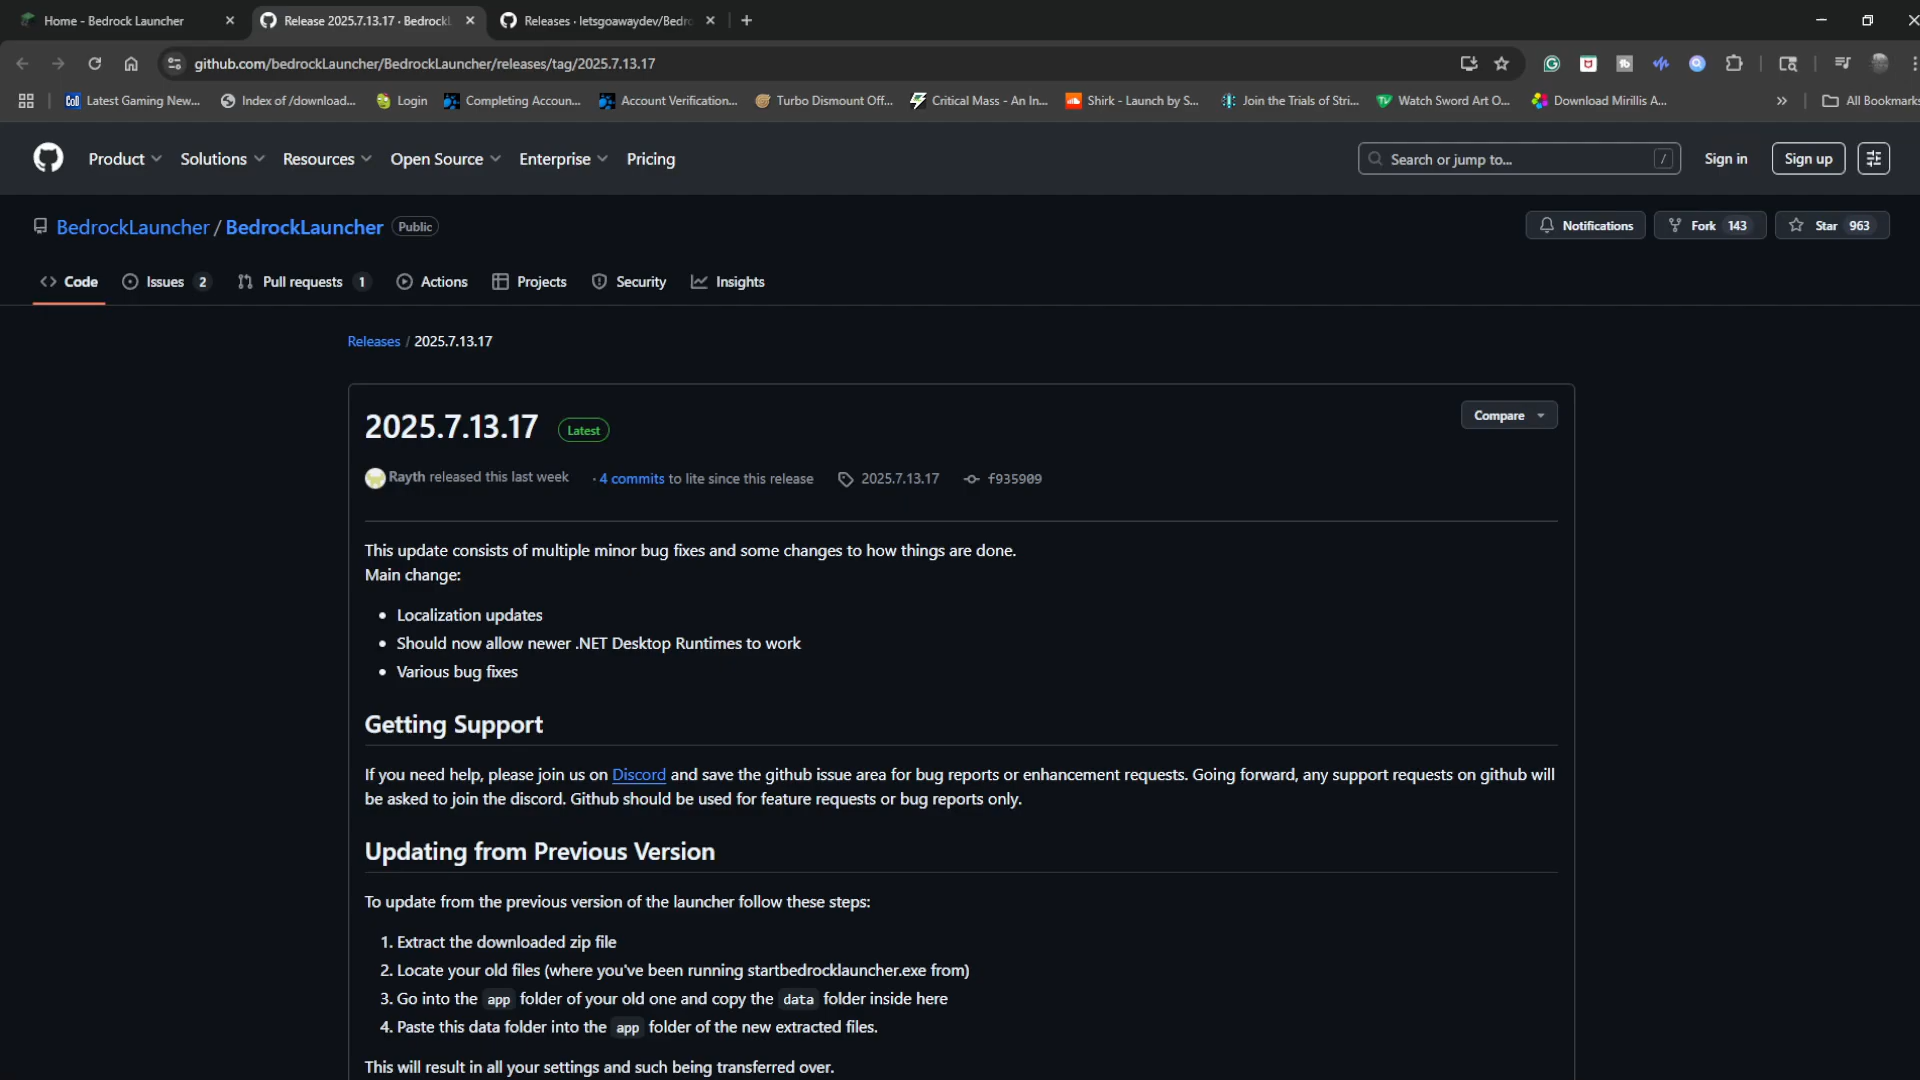 Home - Bedrock Launcher
Release 2025.7.13.17 · BedrockL
Releases · letsgoawaydev/Bedro
github.com/bedrockLauncher/BedrockLauncher/releases/tag/2025.7.13.17
Latest Gaming New...
Index of /download...
Login
Completing Accoun...
Account Verification...
Turbo Dismount Off...
Critical Mass - An In...
Shirk - Launch by S...
Join the Trials of Stri...
Watch Sword Art O...
Download Mirillis A...
»
All Bookmarks
Product
Solutions
Resources
Open Source
Enterprise
Pricing
Search or jump to...
/
Sign in
Sign up
BedrockLauncher / BedrockLauncher Public
Notifications
Fork 143
Star 963
Code
Issues 2
Pull requests 1
Actions
Projects
Security
Insights
Releases / 2025.7.13.17
2025.7.13.17 Latest
Compare
Rayth released this last week · 4 commits to lite since this release 2025.7.13.17 f935909
This update consists of multiple minor bug fixes and some changes to how things are done.
Main change:
• Localization updates
• Should now allow newer .NET Desktop Runtimes to work
• Various bug fixes
Getting Support
If you need help, please join us on Discord and save the github issue area for bug reports or enhancement requests. Going forward, any support requests on github will
be asked to join the discord. Github should be used for feature requests or bug reports only.
Updating from Previous Version
To update from the previous version of the launcher follow these steps:
1. Extract the downloaded zip file
2. Locate your old files (where you've been running startbedrocklauncher.exe from)
3. Go into the app folder of your old one and copy the data folder inside here
4. Paste this data folder into the app folder of the new extracted files.
This will result in all your settings and such being transferred over.